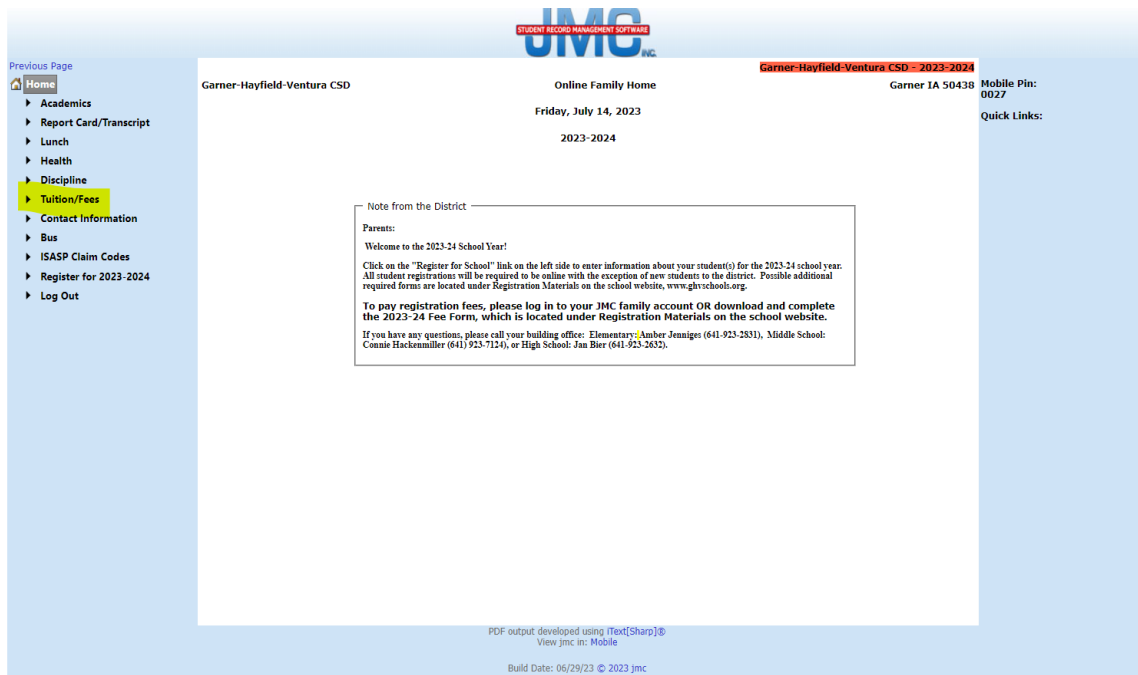 STUDENT RECORD MANAGEMENT SOFTWARE
JMC INC.
Previous Page
Home
Academics
Report Card/Transcript
Lunch
Health
Discipline
Tuition/Fees
Contact Information
Bus
ISASP Claim Codes
Register for 2023-2024
Log Out
Garner-Hayfield-Ventura CSD - 2023-2024
Garner-Hayfield-Ventura CSD Online Family Home Garner IA 50438
Friday, July 14, 2023
2023-2024
Note from the District
Parents:
Welcome to the 2023-24 School Year!
Click on the "Register for School" link on the left side to enter information about your student(s) for the 2023-24 school year.
All student registrations will be required to be online with the exception of new students to the district. Possible additional
required forms are located under Registration Materials on the school website, www.ghvschools.org.
To pay registration fees, please log in to your JMC family account OR download and complete
the 2023-24 Fee Form, which is located under Registration Materials on the school website.
If you have any questions, please call your building office: Elementary: Amber Jenniges (641-923-2831), Middle School:
Connie Hackenmiller (641) 923-7124), or High School: Jan Bier (641-923-2632).
Mobile Pin:
0027
Quick Links:
PDF output developed using iText[Sharp]®
View jmc in: Mobile
Build Date: 06/29/23 © 2023 jmc